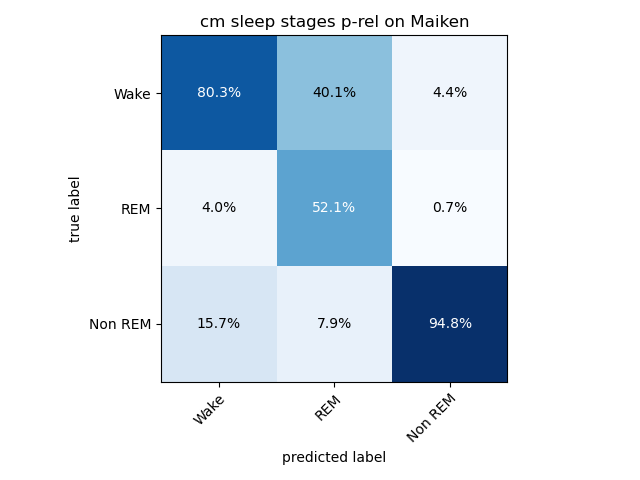 cm sleep stages p-rel on Maiken
true label
Wake 80.3% 40.1% 4.4%
REM 4.0% 52.1% 0.7%
Non REM 15.7% 7.9% 94.8%
Wake REM Non REM
predicted label